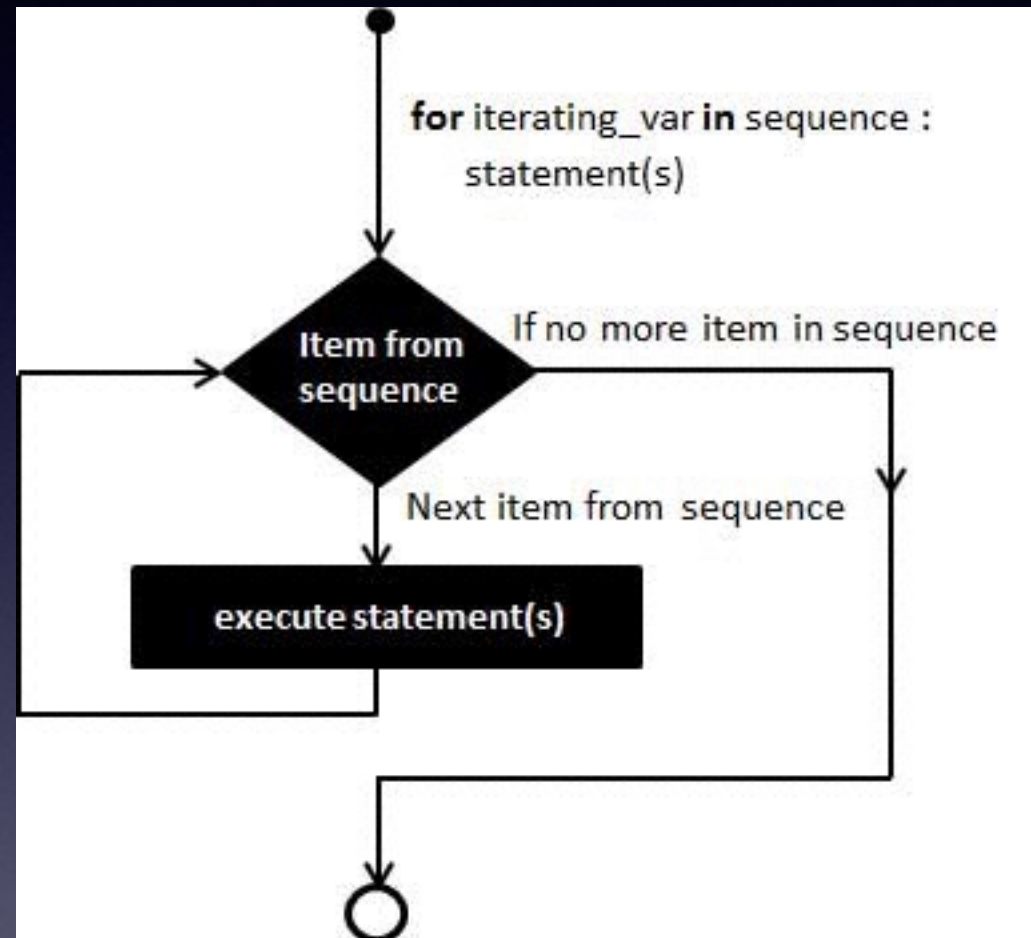 for iterating_var in sequence :
statement(s)
If no more item in sequence
Item from
sequence
Next item from sequence
execute statement(s)